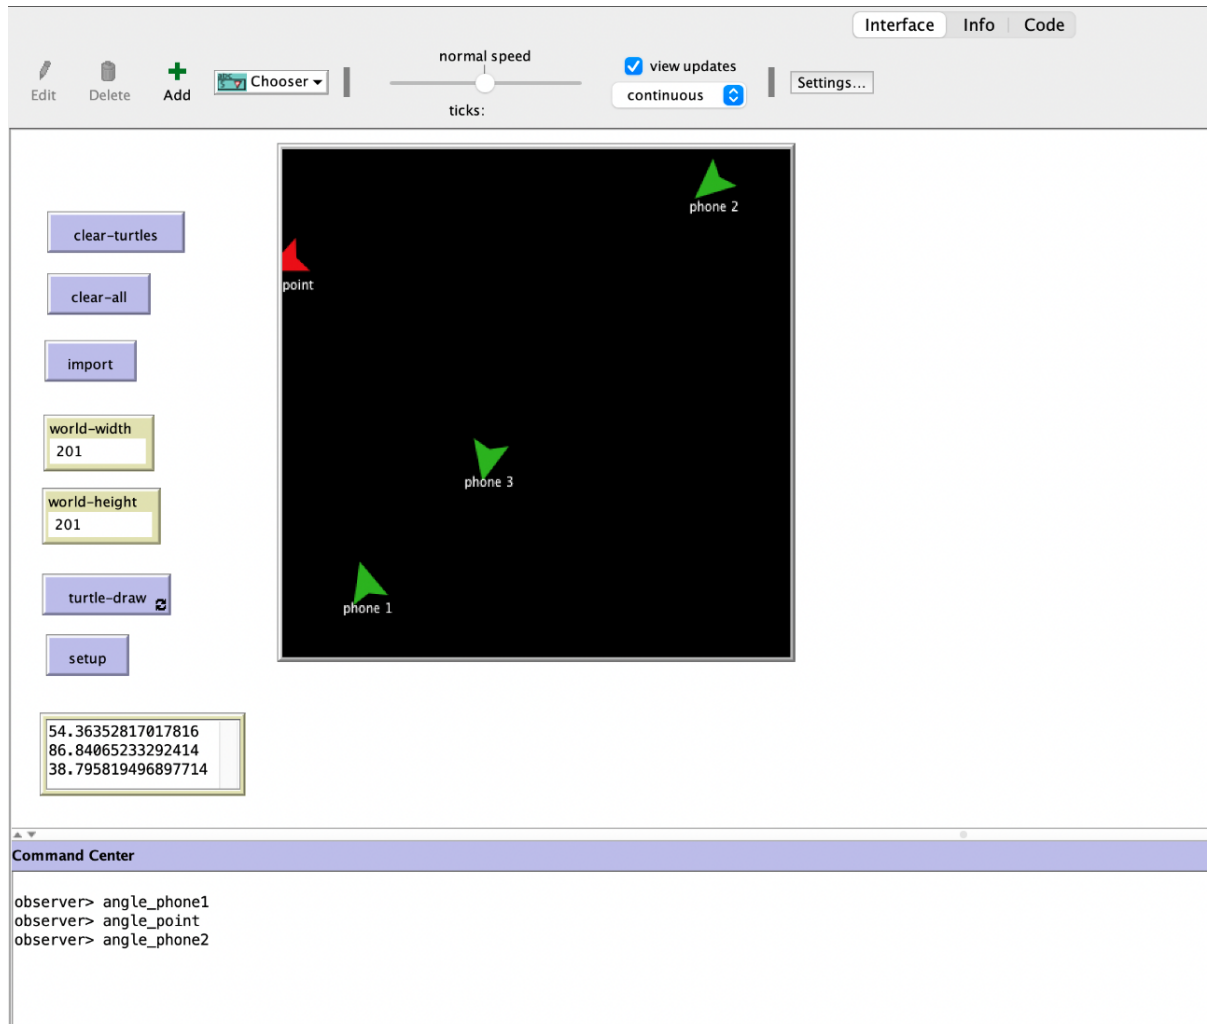 Interface Info Code
normal speed
view updates
Edit Delete Add Chooser continuous Settings...
ticks:
phone 2
clear-turtles
point
clear-all
import
world-width
201
phone 3
world-height
201
turtle-draw
phone 1
setup
54.36352817017816
86.84065233292414
38.795819496897714
Command Center
observer> angle_phone1
observer> angle_point
observer> angle_phone2